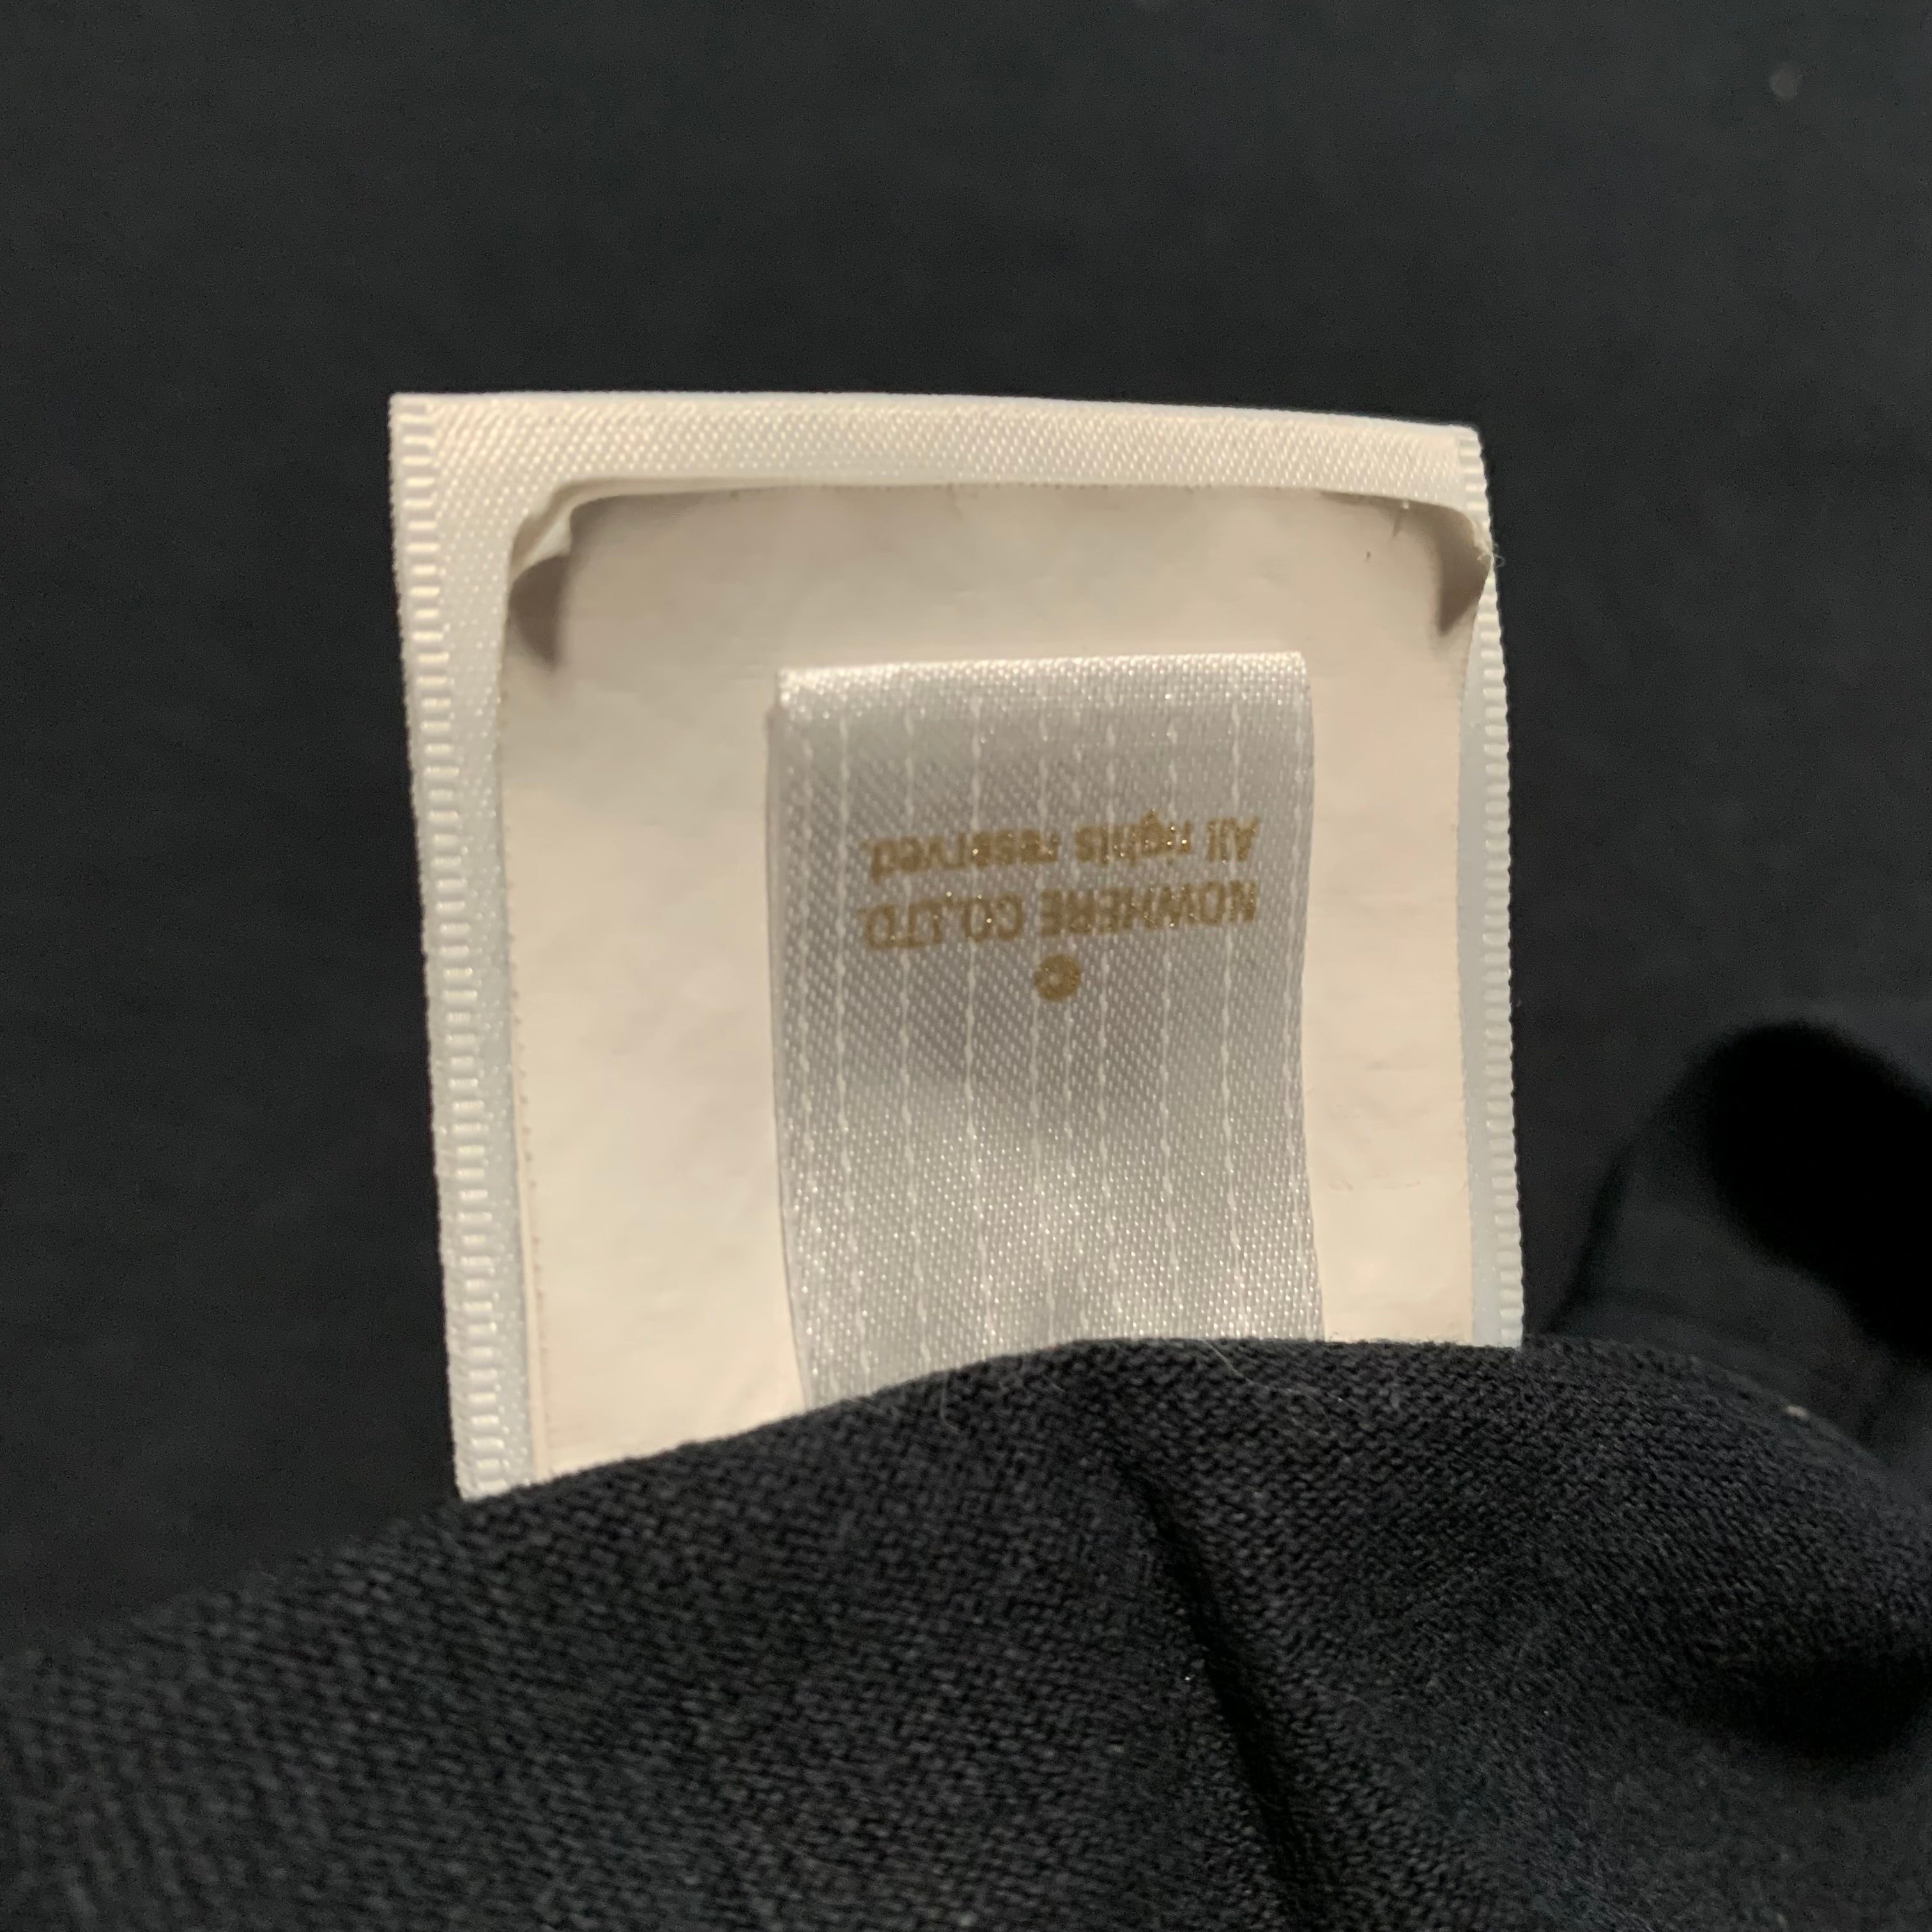 ©
NOWHERE CO.,LTD.
All rights reserved.